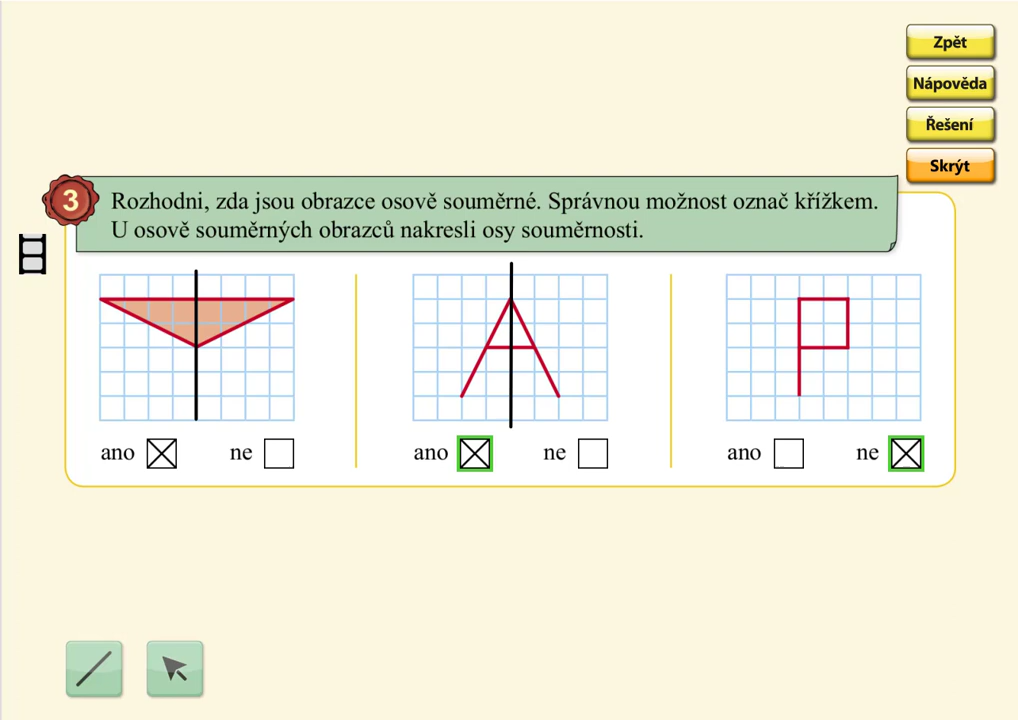 Zpět
Nápověda
Řešení
Skrýt
3
Rozhodni, zda jsou obrazce osově souměrné. Správnou možnost označ křížkem.
U osově souměrných obrazců nakresli osy souměrnosti.
ano ne
ano ne
ano ne